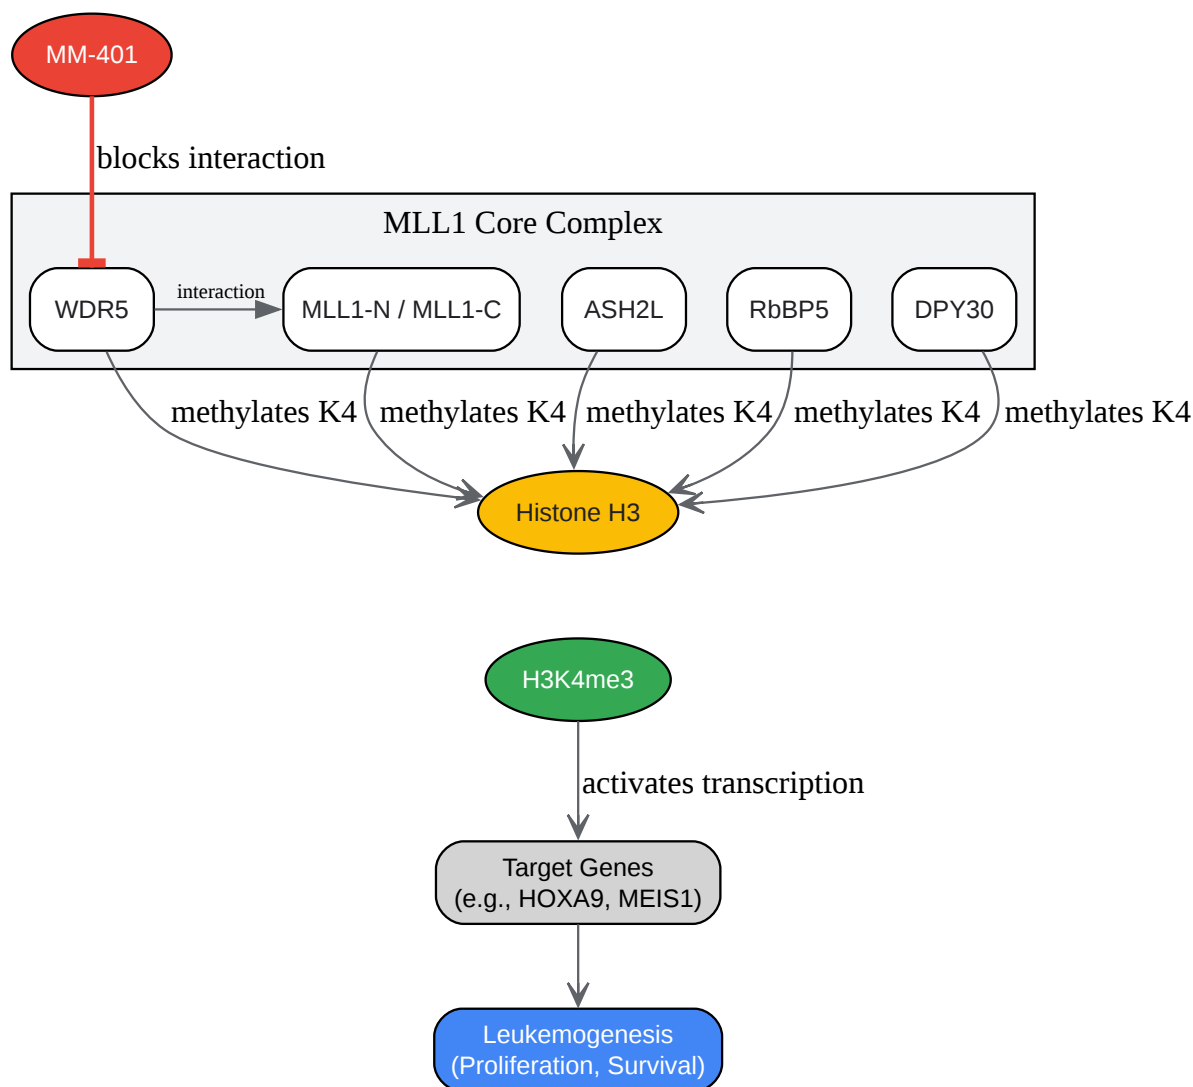 MM-401
blocks interaction
MLL1 Core Complex
WDR5
interaction
MLL1-N / MLL1-C
ASH2L
RbBP5
DPY30
methylates K4
methylates K4
methylates K4
methylates K4
methylates K4
Histone H3
H3K4me3
activates transcription
Target Genes
(e.g., HOXA9, MEIS1)
Leukemogenesis
(Proliferation, Survival)